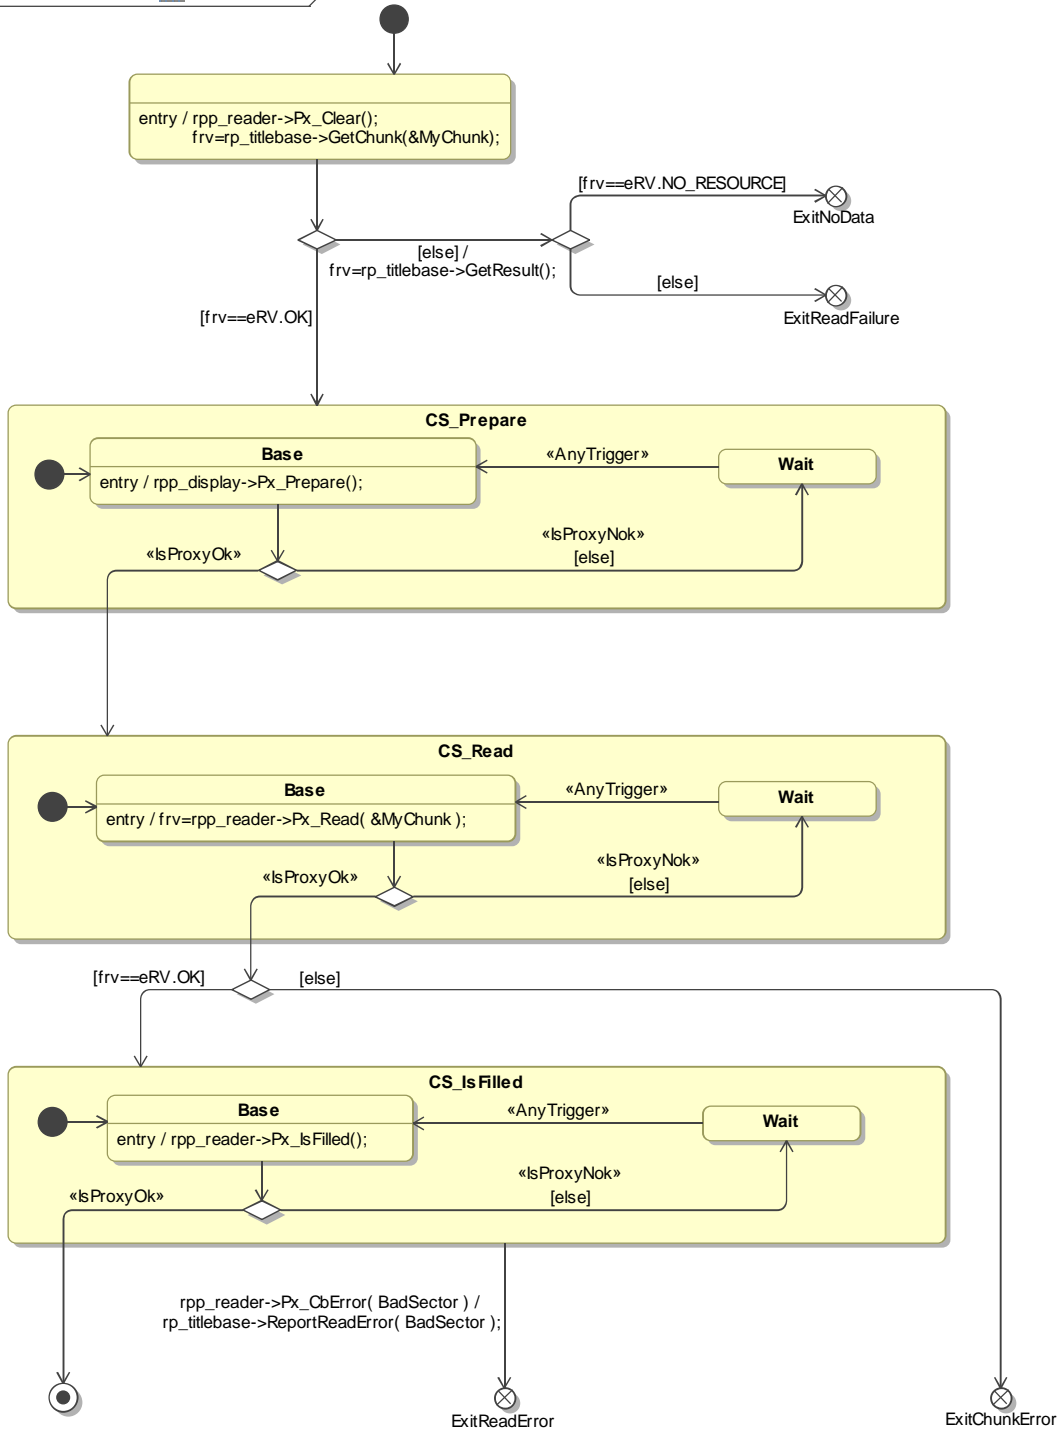 entry / rpp_reader->Px_Clear();
frv=rp_titlebase->GetChunk(&MyChunk);
[frv==eRV.NO_RESOURCE]
ExitNoData
[else] /
frv=rp_titlebase->GetResult();
[else]
ExitReadFailure
[frv==eRV.OK]
CS_Prepare
Base
«AnyTrigger»
Wait
entry / rpp_display->Px_Prepare();
«IsProxyOk»
«IsProxyNok»
[else]
CS_Read
Base
«AnyTrigger»
Wait
entry / frv=rpp_reader->Px_Read( &MyChunk );
«IsProxyOk»
«IsProxyNok»
[else]
[frv==eRV.OK]
[else]
CS_IsFilled
Base
«AnyTrigger»
Wait
entry / rpp_reader->Px_IsFilled();
«IsProxyOk»
«IsProxyNok»
[else]
rpp_reader->Px_CbError( BadSector ) /
rp_titlebase->ReportReadError( BadSector );
ExitReadError
ExitChunkError